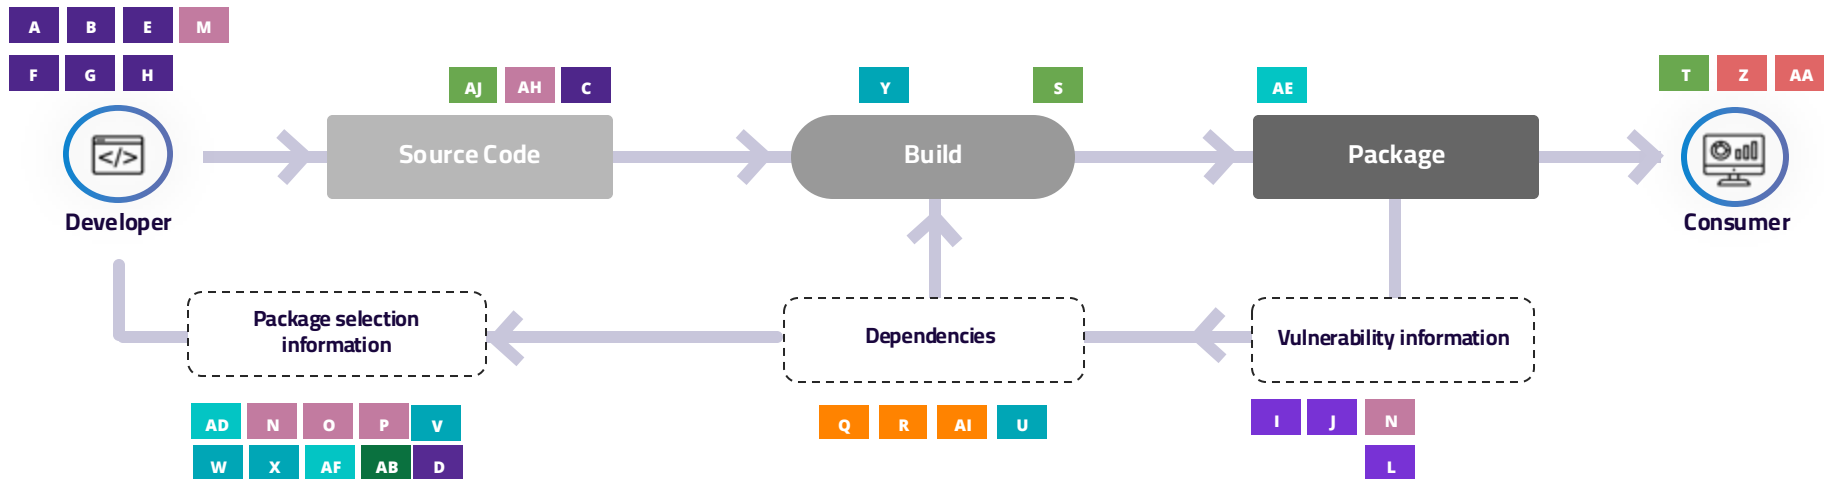 A B E M
F G H
AJ AH C
Y S
AE
T Z AA
</>
Source Code
Build
Package
Developer
Consumer
Package selection
information
Dependencies
Vulnerability information
AD N O P V
W X AF AB D
Q R AI U
I J N
L